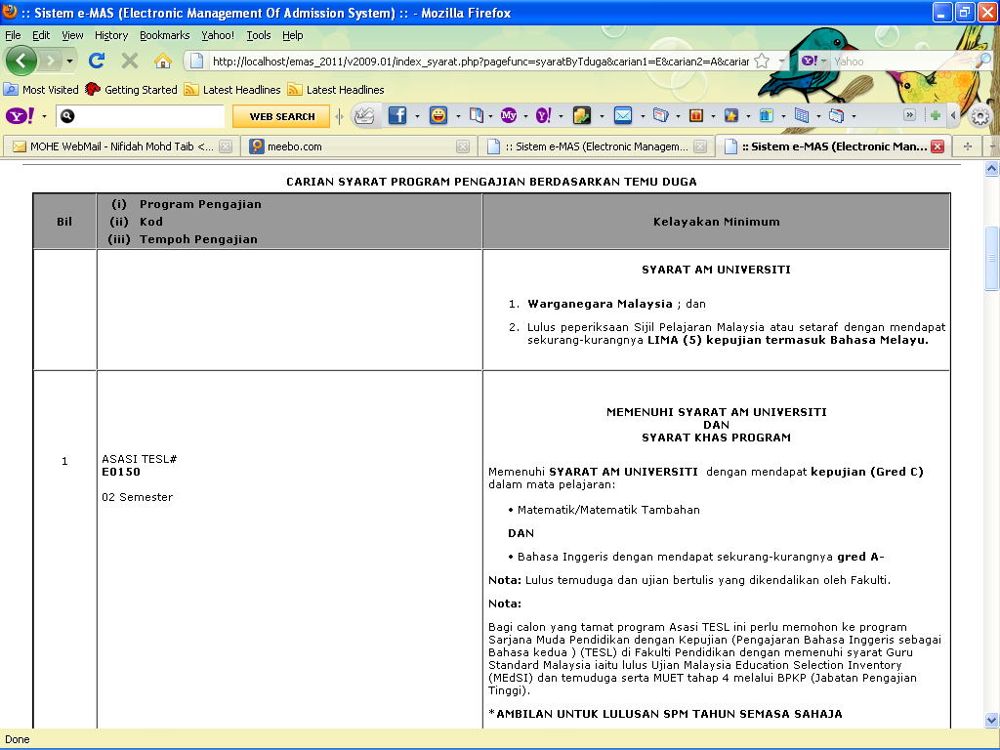 :: Sistem e-MAS (Electronic Management Of Admission System) :: - Mozilla Firefox
File Edit View History Bookmarks Yahoo! Tools Help
http://localhost/emas_2011/v2009.01/index_syarat.php?pagefunc=syaratByTduga&carian1=E&carian2=A&carian
Yahoo
Most Visited Getting Started Latest Headlines Latest Headlines
Y! WEB SEARCH
MOHE WebMail - Nifidah Mohd Taib <... meebo.com :: Sistem e-MAS (Electronic Managem... :: Sistem e-MAS (Electronic Man...
CARIAN SYARAT PROGRAM PENGAJIAN BERDASARKAN TEMU DUGA
Bil
(i) Program Pengajian
(ii) Kod
(iii) Tempoh Pengajian
Kelayakan Minimum
SYARAT AM UNIVERSITI
1. Warganegara Malaysia ; dan
2. Lulus peperiksaan Sijil Pelajaran Malaysia atau setaraf dengan mendapat
sekurang-kurangnya LIMA (5) kepujian termasuk Bahasa Melayu.
1
ASASI TESL#
E0150
02 Semester
MEMENUHI SYARAT AM UNIVERSITI
DAN
SYARAT KHAS PROGRAM
Memenuhi SYARAT AM UNIVERSITI dengan mendapat kepujian (Gred C)
dalam mata pelajaran:
• Matematik/Matematik Tambahan
DAN
• Bahasa Inggeris dengan mendapat sekurang-kurangnya gred A-
Nota: Lulus temuduga dan ujian bertulis yang dikendalikan oleh Fakulti.
Nota:
Bagi calon yang tamat program Asasi TESL ini perlu memohon ke program
Sarjana Muda Pendidikan dengan Kepujian (Pengajaran Bahasa Inggeris sebagai
Bahasa kedua ) (TESL) di Fakulti Pendidikan dengan memenuhi syarat Guru
Standard Malaysia iaitu lulus Ujian Malaysia Education Selection Inventory
(MEdSI) dan temuduga serta MUET tahap 4 melalui BPKP (Jabatan Pengajian
Tinggi).
*AMBILAN UNTUK LULUSAN SPM TAHUN SEMASA SAHAJA
Done